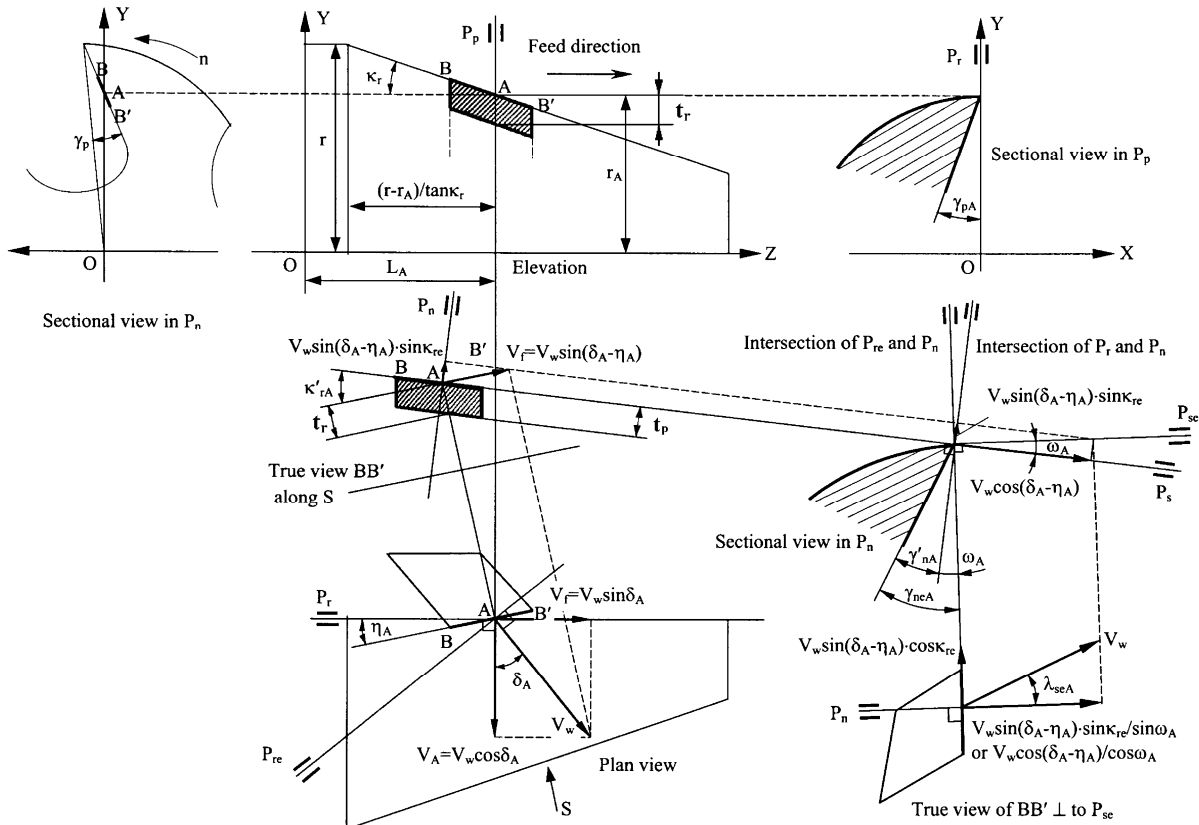 Y
n
B
A
B'
γp
O
Sectional view in Pn
Y
Pp
Feed direction
κr
B
A
B'
tr
r
rA
(r-rA)/tanκr
O
LA
Elevation
Z
Y
Pr
Sectional view in Pp
γpA
O
X
Pn
Vwsin(δA-ηA)·sinκre
B'
Vf=Vwsin(δA-ηA)
B
A
κ'rA
tr
tp
True view BB'
along S
Intersection of Pre and Pn
Intersection of Pr and Pn
Vwsin(δA-ηA)·sinκre
Pse
ωA
Vwcos(δA-ηA)
Ps
Sectional view in Pn
γ'nA
ωA
γneA
Pr
A
Vf=VwsinδA
B'
ηA
B
δA
Vw
Pre
VA=VwcosδA
Plan view
S
Vwsin(δA-ηA)·cosκre
Vw
λseA
Pn
Vwsin(δA-ηA)·sinκre/sinωA
or Vwcos(δA-ηA)/cosωA
True view of BB' ⊥ to Pse